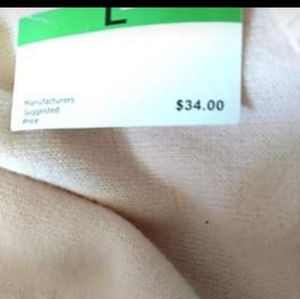 L
Manufacturers
Suggested
Price
$34.00